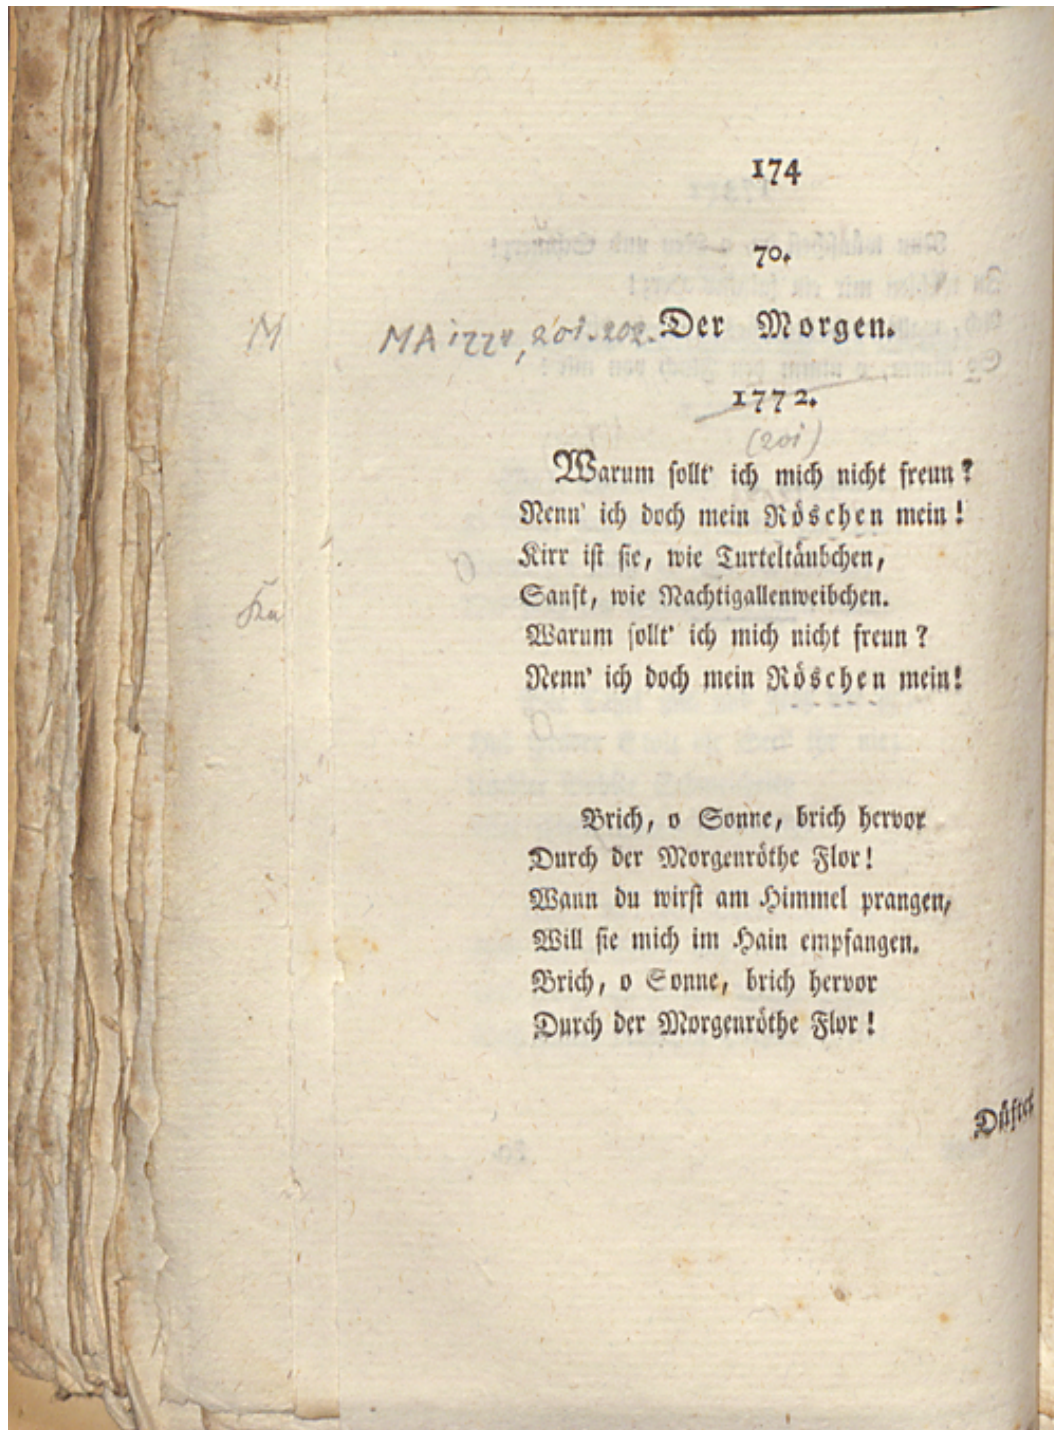 174
70.
M MA 1774, 201.202. Der Morgen.
1772.
(201)
Warum sollt' ich mich nicht freun?
Nenn' ich doch mein Röschen mein!
Kirr ist sie, wie Turteltäubchen,
Sanft, wie Nachtigallenweibchen.
Warum sollt' ich mich nicht freun?
Nenn' ich doch mein Röschen mein!
Brich, o Sonne, brich hervor
Durch der Morgenröthe Flor!
Wann du wirst am Himmel prangen,
Will sie mich im Hain empfangen.
Brich, o Sonne, brich hervor
Durch der Morgenröthe Flor!
Düftet